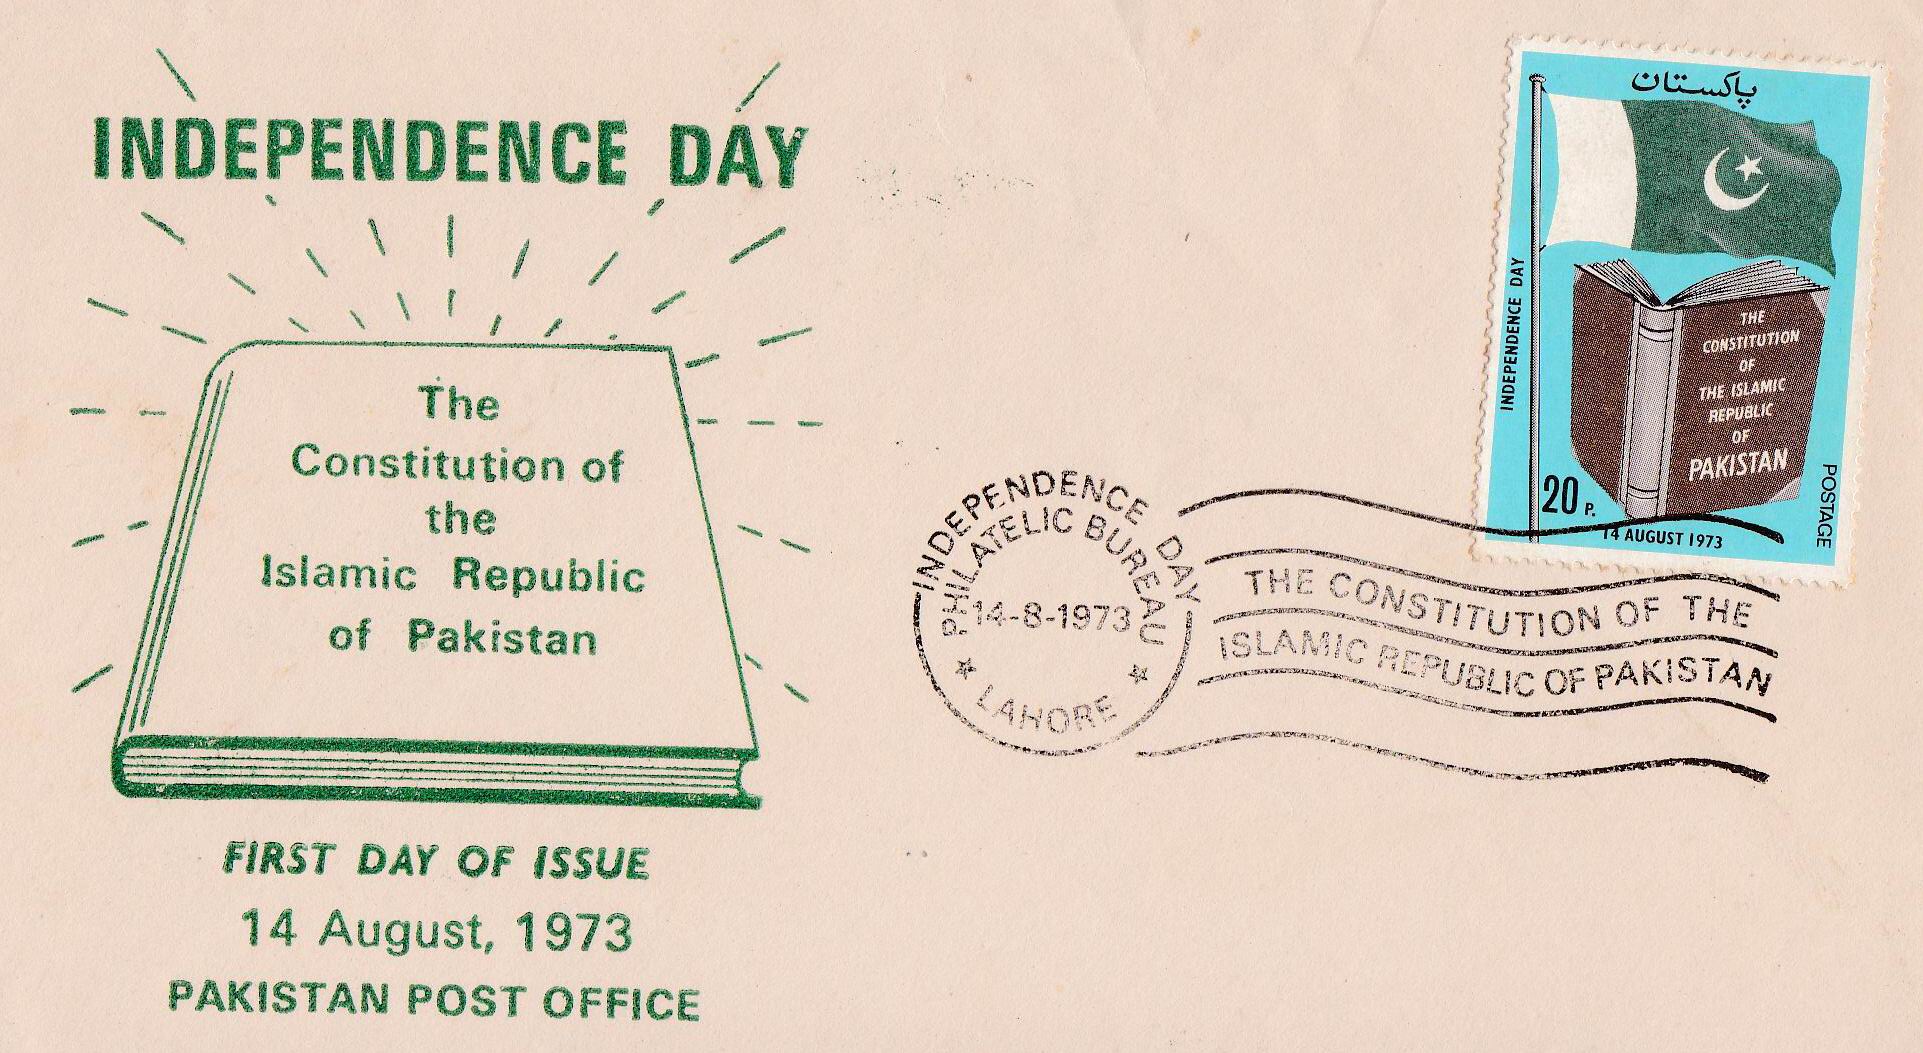 INDEPENDENCE DAY
The
Constitution of
the
Islamic Republic
of Pakistan
FIRST DAY OF ISSUE
14 August, 1973
PAKISTAN POST OFFICE
پاکستان
INDEPENDENCE DAY
THE
CONSTITUTION
OF
THE ISLAMIC
REPUBLIC
OF
PAKISTAN
20 P.
POSTAGE
14 AUGUST 1973
INDEPENDENCE DAY
PHILATELIC BUREAU
14-8-1973
LAHORE
THE CONSTITUTION OF THE
ISLAMIC REPUBLIC OF PAKISTAN